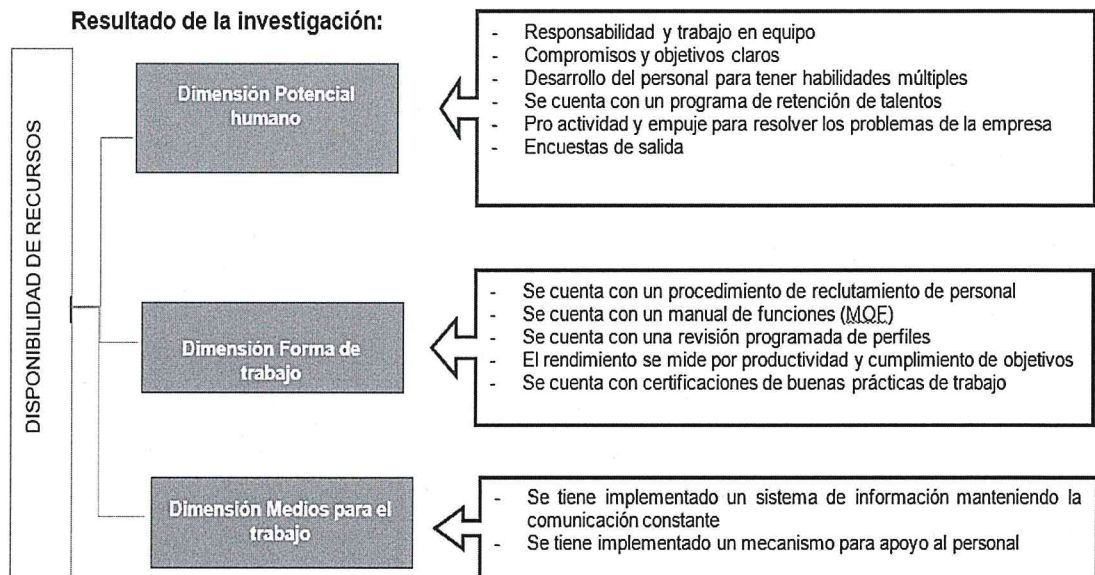 Resultado de la investigación:
DISPONIBILIDAD DE RECURSOS
Dimensión Potencial
humano
- Responsabilidad y trabajo en equipo
- Compromisos y objetivos claros
- Desarrollo del personal para tener habilidades múltiples
- Se cuenta con un programa de retención de talentos
- Pro actividad y empuje para resolver los problemas de la empresa
- Encuestas de salida
Dimensión Forma de
trabajo
- Se cuenta con un procedimiento de reclutamiento de personal
- Se cuenta con un manual de funciones (MOF)
- Se cuenta con una revisión programada de perfiles
- El rendimiento se mide por productividad y cumplimiento de objetivos
- Se cuenta con certificaciones de buenas prácticas de trabajo
Dimensión Medios para el
trabajo
- Se tiene implementado un sistema de información manteniendo la
comunicación constante
- Se tiene implementado un mecanismo para apoyo al personal